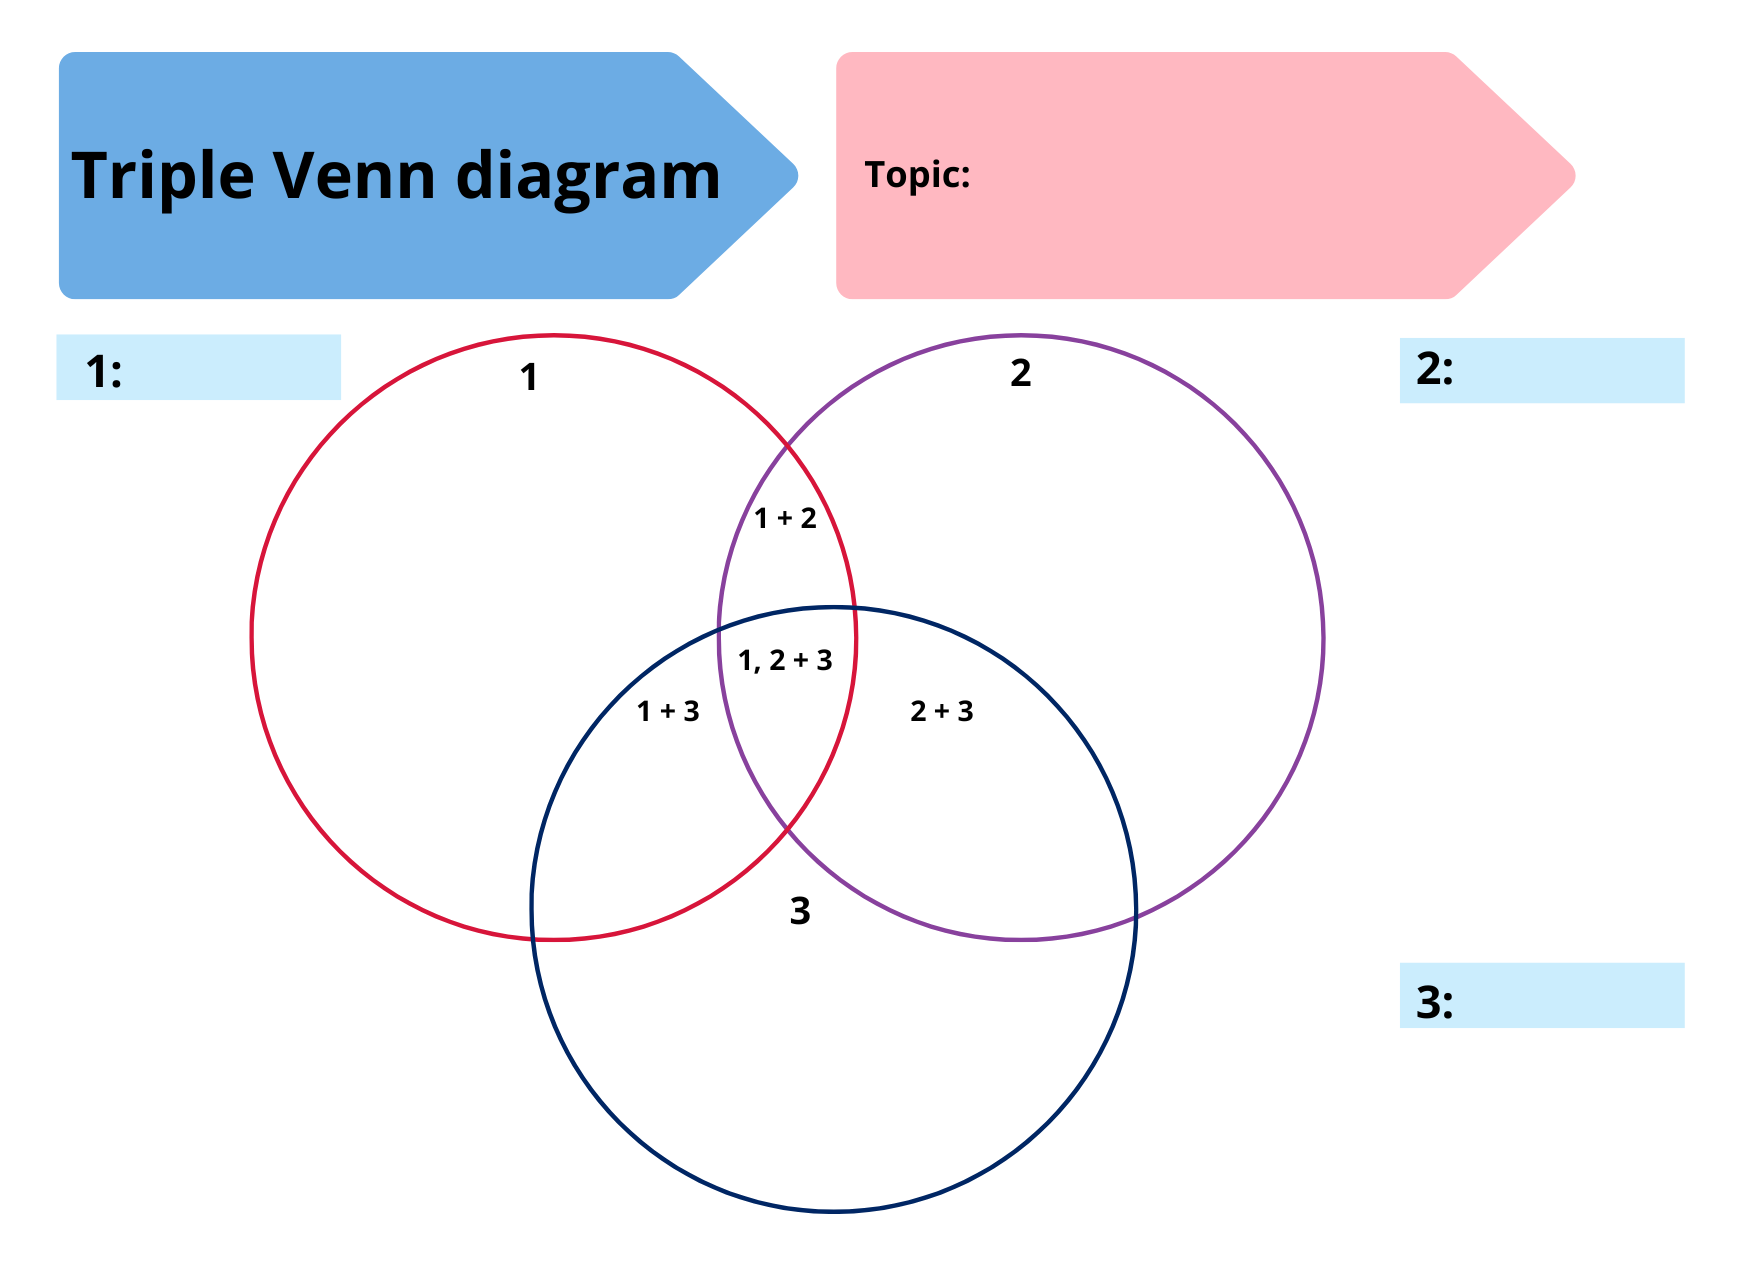 Triple Venn diagram
Topic:
1:
1
2
2:
1 + 2
1, 2 + 3
1 + 3
2 + 3
3
3: